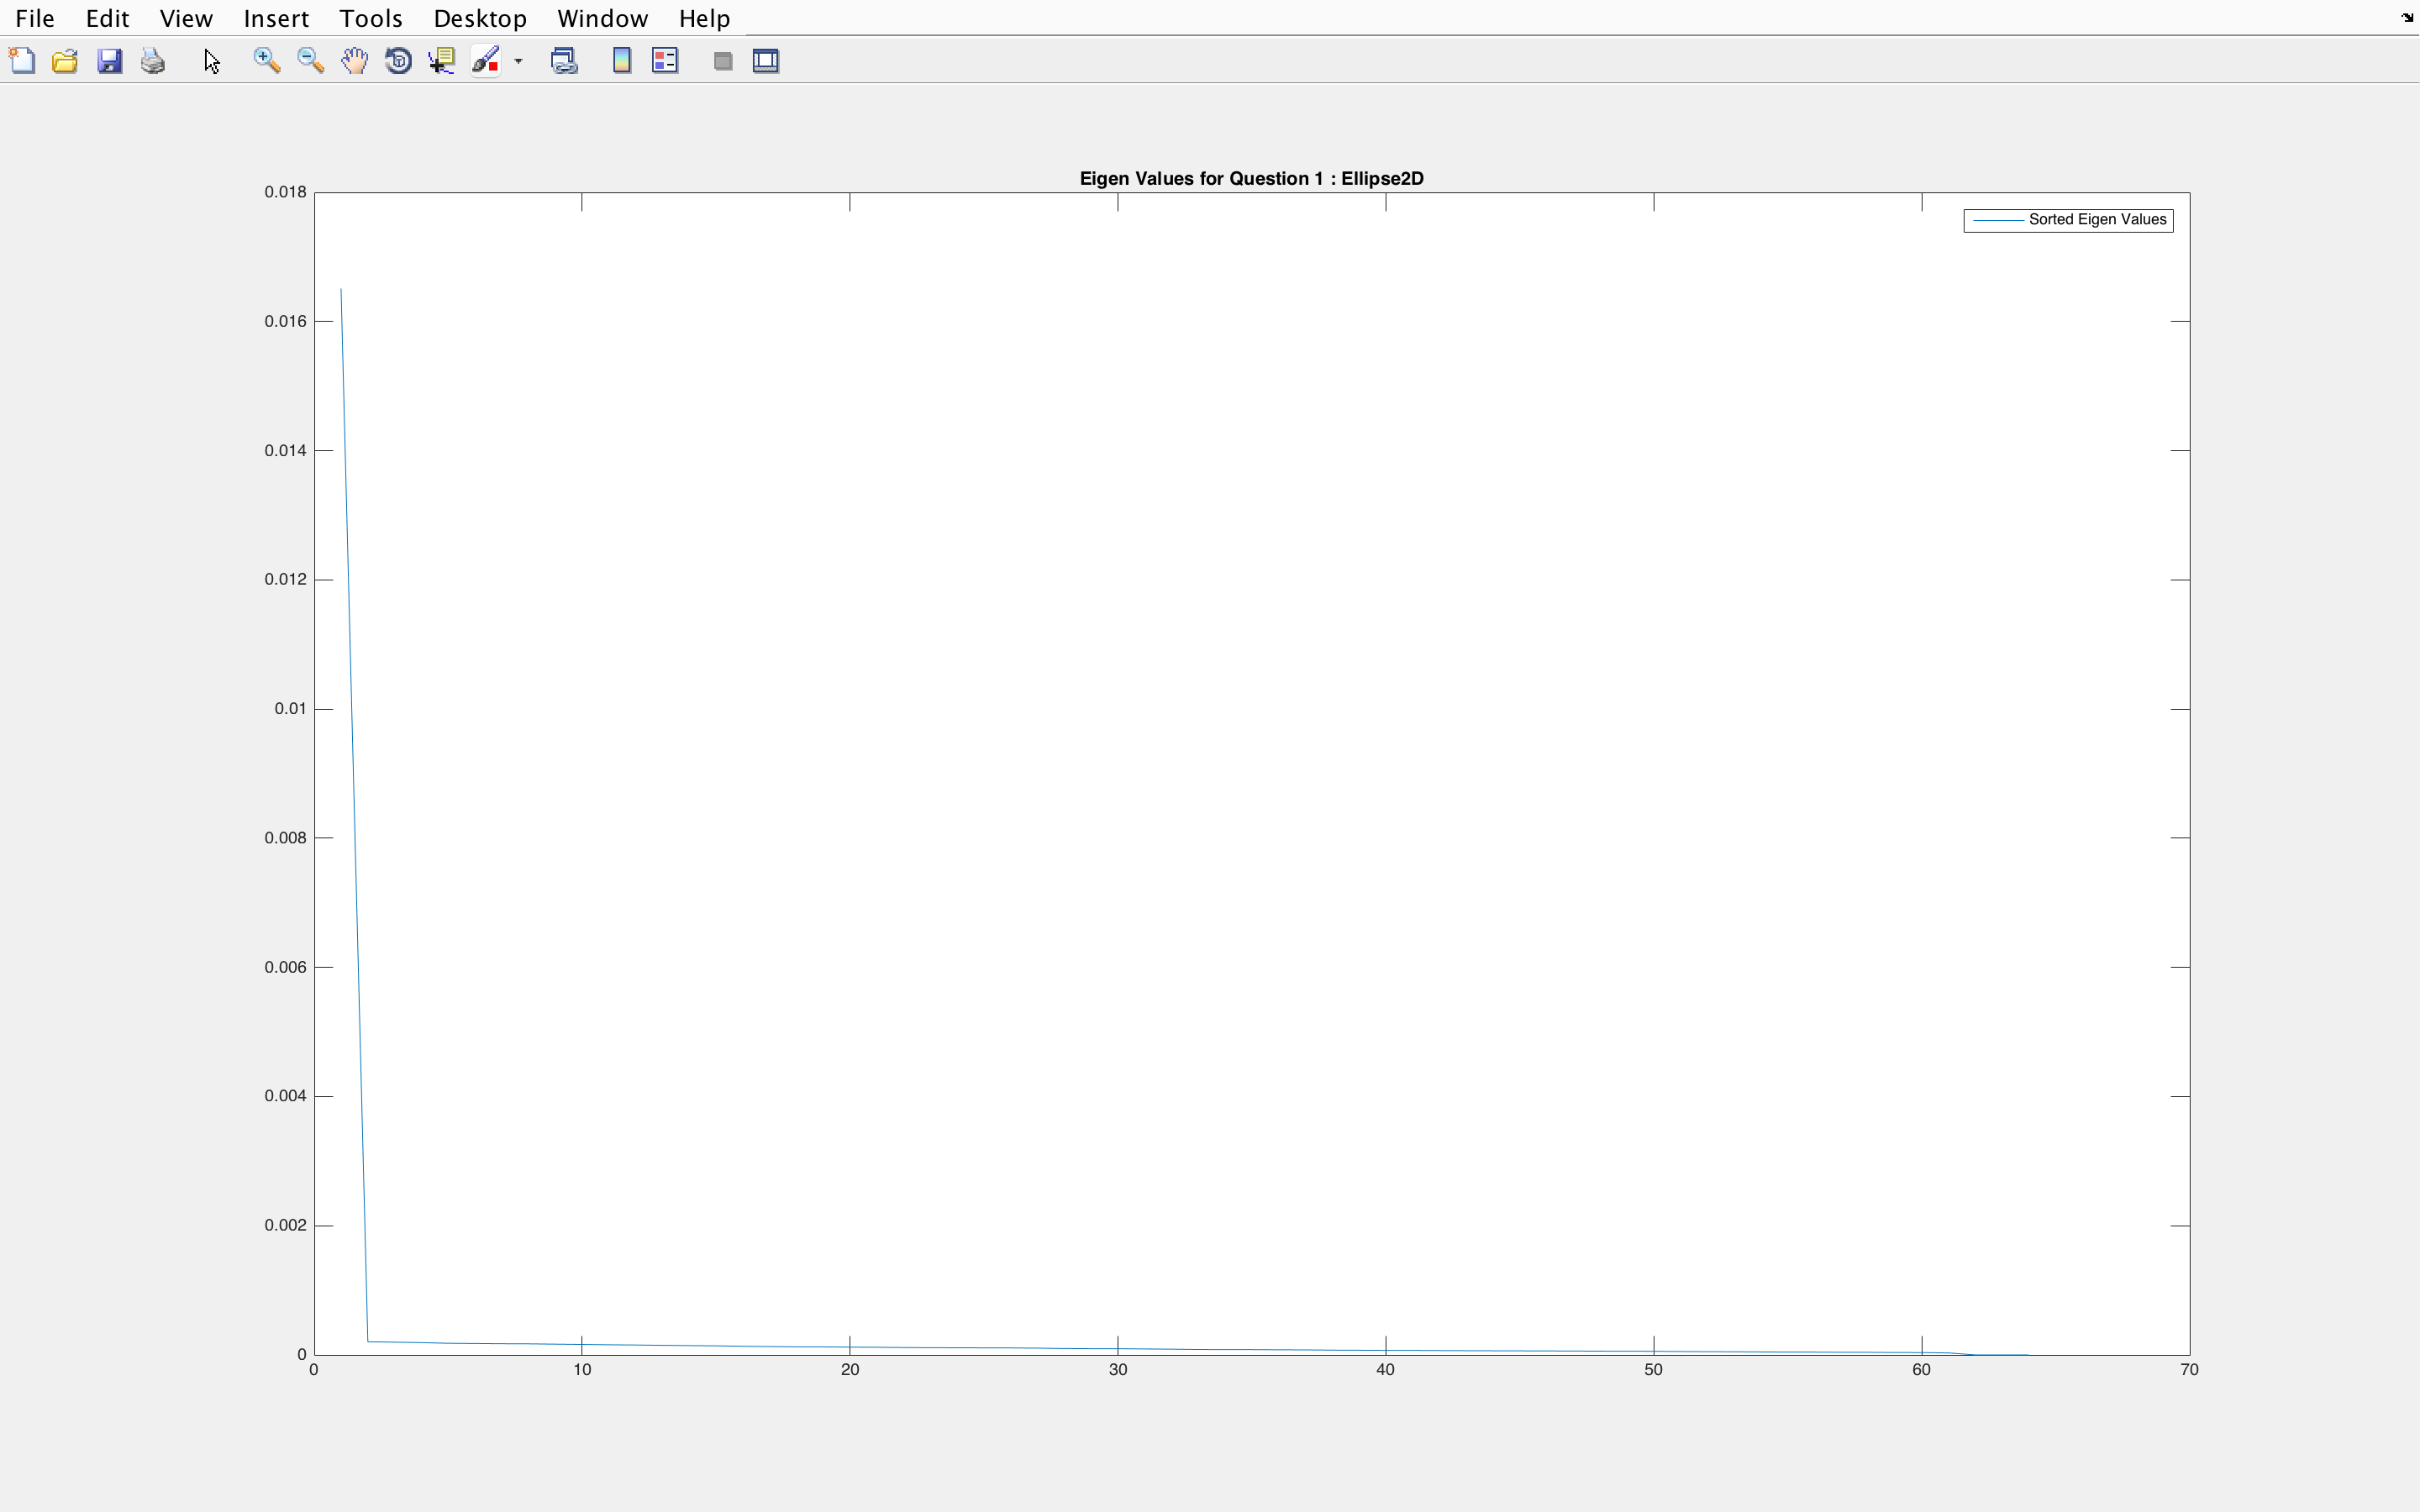 File Edit View Insert Tools Desktop Window Help
Eigen Values for Question 1 : Ellipse2D
Sorted Eigen Values
0.018
0.016
0.014
0.012
0.01
0.008
0.006
0.004
0.002
0
0 10 20 30 40 50 60 70